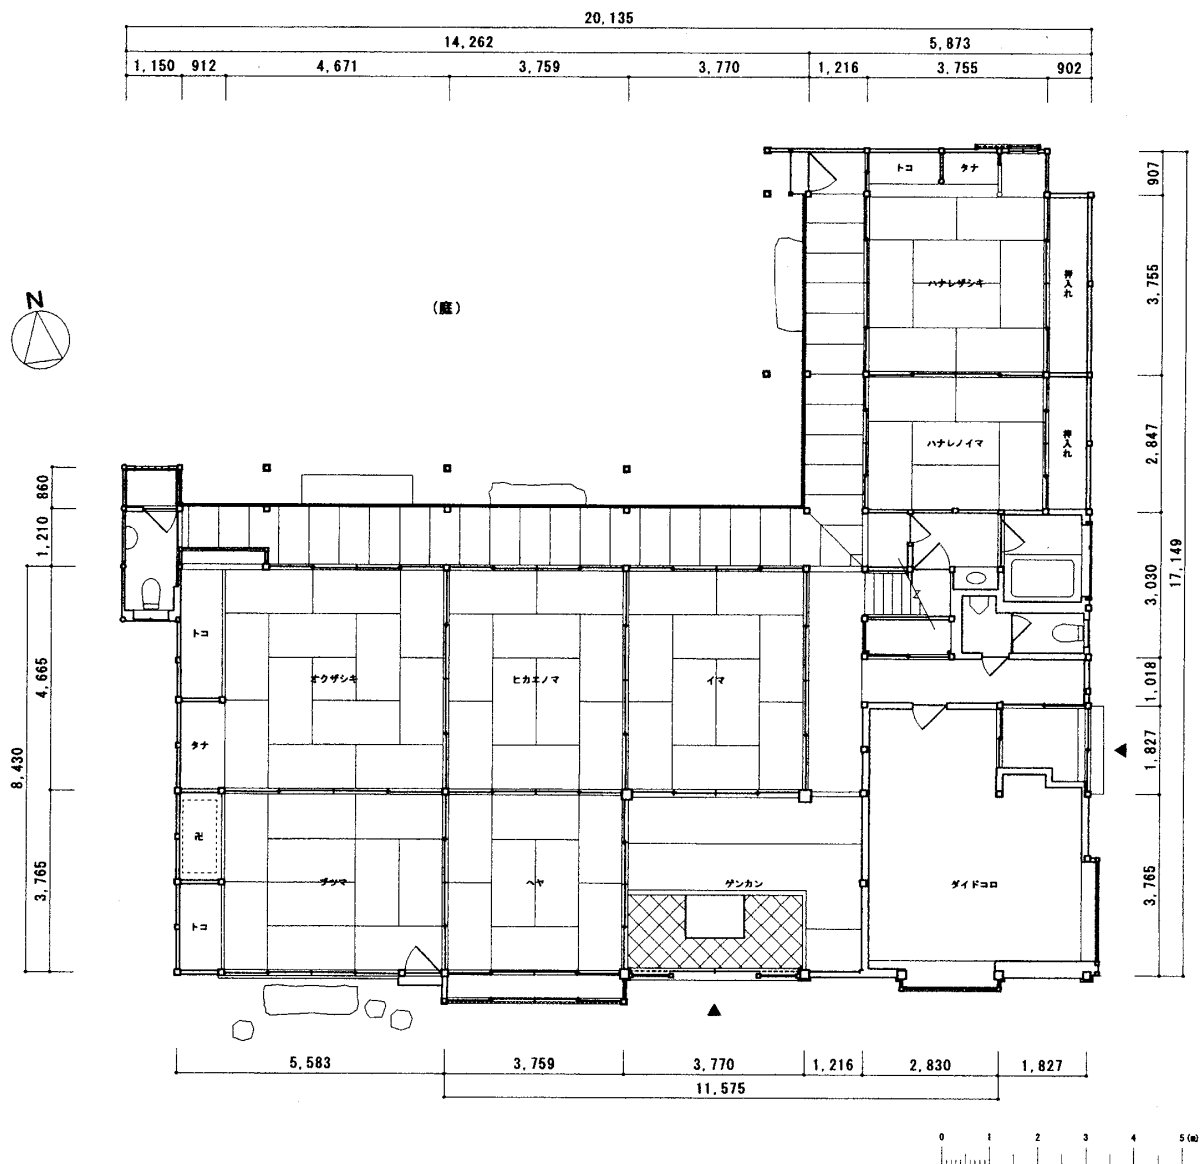 20,135
14,262
5,873
1,150
912
4,671
3,759
3,770
1,216
3,755
902
907
3,755
2,847
3,030
17,149
1,018
1,827
3,765
N
(庭)
トコ
タナ
ハナレザシキ
押入れ
ハナレノイマ
押入れ
860
1,210
4,665
8,430
3,765
トコ
オクザシキ
ヒカエノマ
イマ
タナ
卍
ブツマ
ヘヤ
ゲンカン
ダイドコロ
トコ
5,583
3,759
3,770
1,216
2,830
1,827
11,575
0 1 2 3 4 5(m)